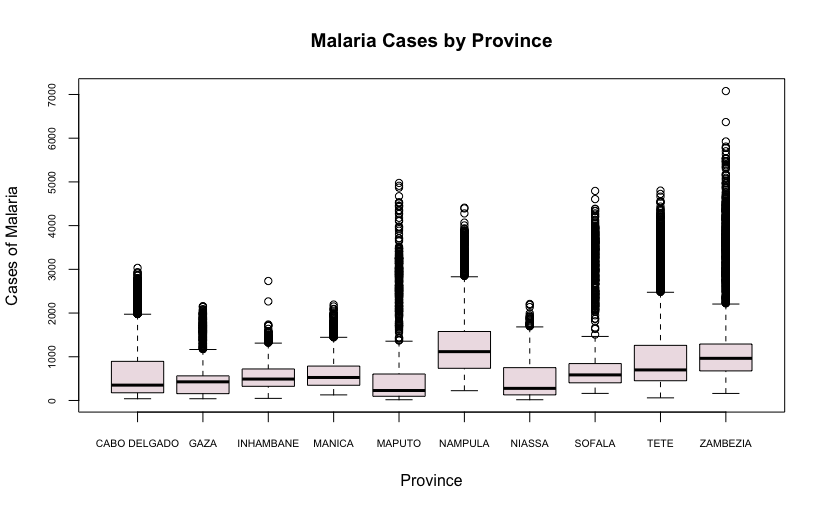 Malaria Cases by Province
Cases of Malaria
7000
6000
5000
4000
3000
2000
1000
0
CABO DELGADO GAZA INHAMBANE MANICA MAPUTO NAMPULA NIASSA SOFALA TETE ZAMBEZIA
Province